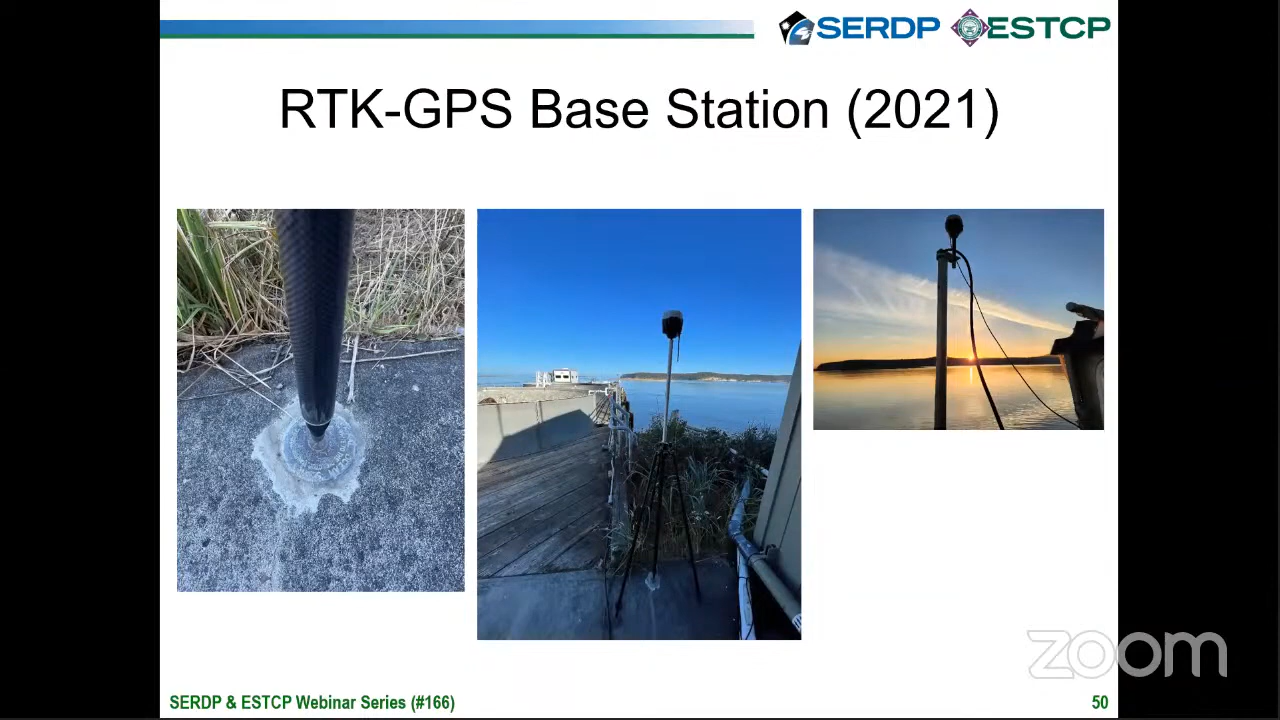 SERDP ESTCP
RTK-GPS Base Station (2021)
zoom
SERDP & ESTCP Webinar Series (#166)
50